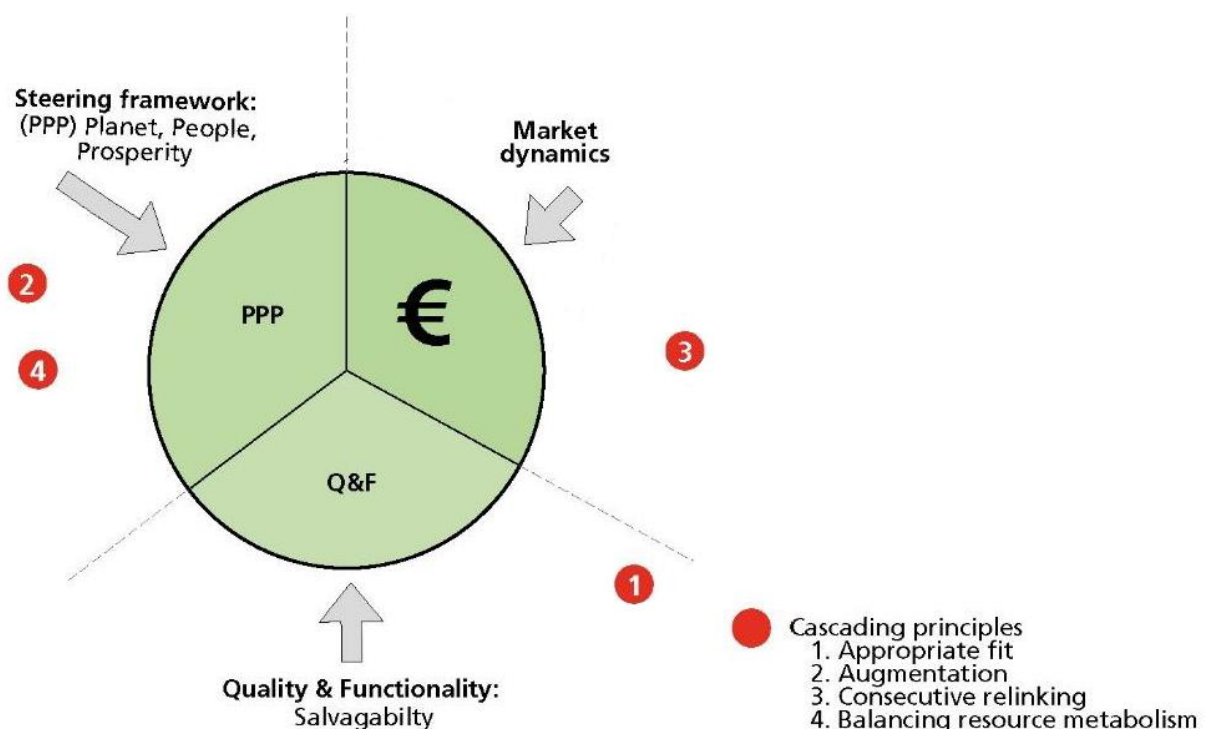 Steering framework:
(PPP) Planet, People,
Prosperity
Market
dynamics
2
PPP
€
4
3
Q&F
1
Quality & Functionality:
Salvagabilty
Cascading principles
1. Appropriate fit
2. Augmentation
3. Consecutive relinking
4. Balancing resource metabolism